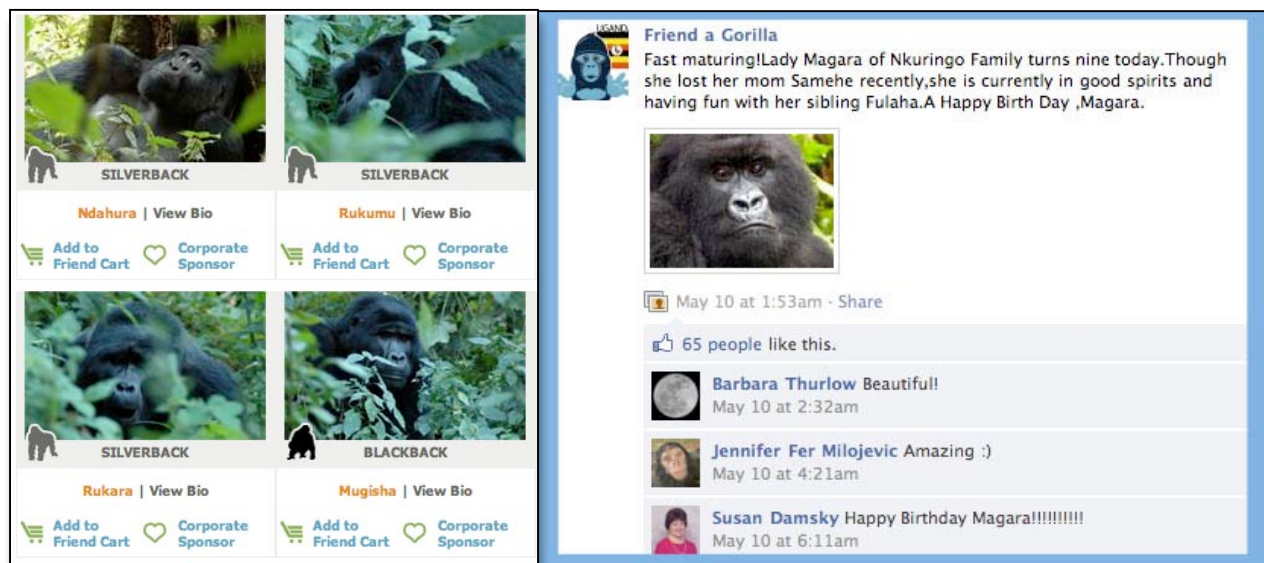 SILVERBACK
SILVERBACK
Ndahura | View Bio
Rukumu | View Bio
Add to
Friend Cart
Corporate
Sponsor
Add to
Friend Cart
Corporate
Sponsor
SILVERBACK
BLACKBACK
Rukara | View Bio
Mugisha | View Bio
Add to
Friend Cart
Corporate
Sponsor
Add to
Friend Cart
Corporate
Sponsor
UGAND
Friend a Gorilla
Fast maturing!Lady Magara of Nkuringo Family turns nine today.Though
she lost her mom Samehe recently,she is currently in good spirits and
having fun with her sibling Fulaha.A Happy Birth Day ,Magara.
May 10 at 1:53am · Share
65 people like this.
Barbara Thurlow Beautiful!
May 10 at 2:32am
Jennifer Fer Milojevic Amazing :)
May 10 at 4:21am
Susan Damsky Happy Birthday Magara!!!!!!!!!!
May 10 at 6:11am